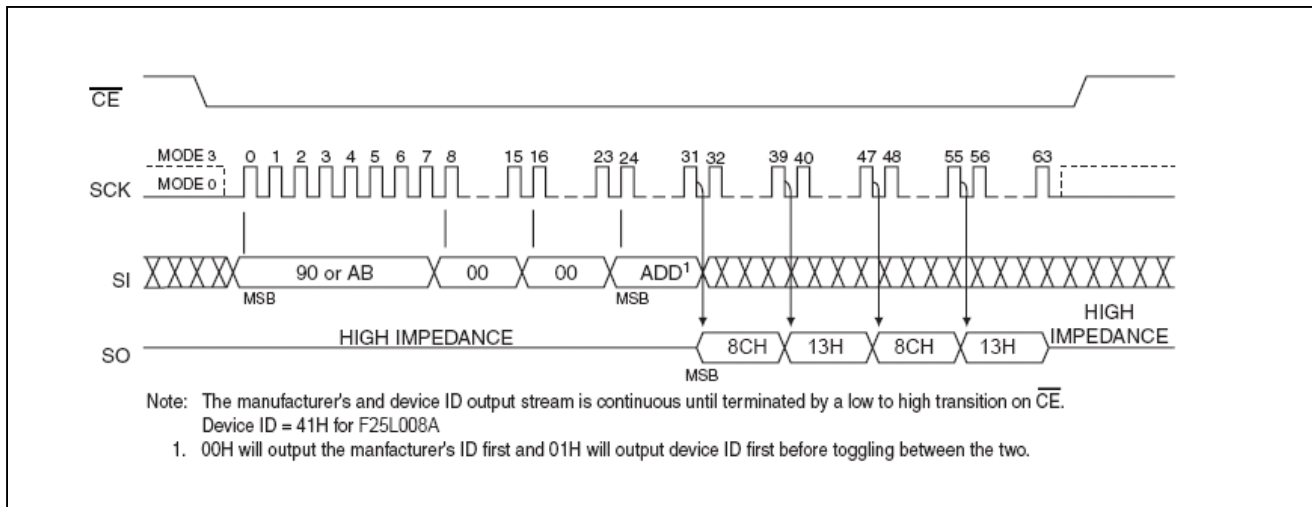 CE
MODE 3
MODE 0
SCK
0 1 2 3 4 5 6 7 8 15 16 23 24 31 32 39 40 47 48 55 56 63
SI
90 or AB 00 00 ADD1
MSB MSB
SO
HIGH IMPEDANCE
8CH 13H 8CH 13H
HIGH
IMPEDANCE
MSB
Note: The manufacturer's and device ID output stream is continuous until terminated by a low to high transition on CE.
Device ID = 41H for F25L008A
1. 00H will output the manfacturer's ID first and 01H will output device ID first before toggling between the two.